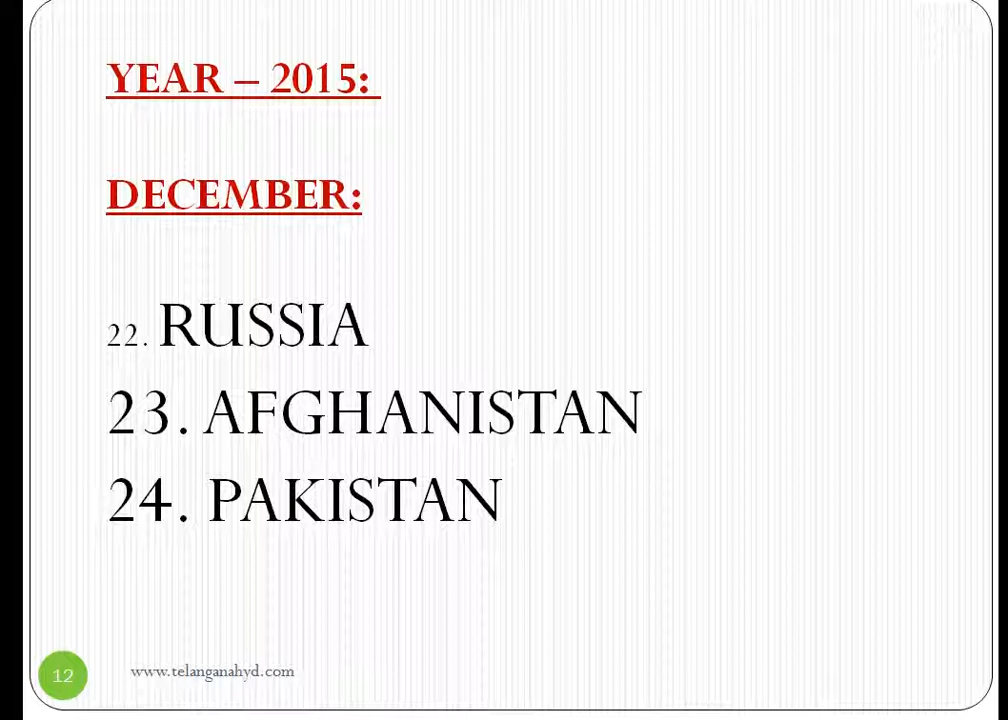 YEAR – 2015:
DECEMBER:
22. RUSSIA
23. AFGHANISTAN
24. PAKISTAN
12
www.telanganahyd.com